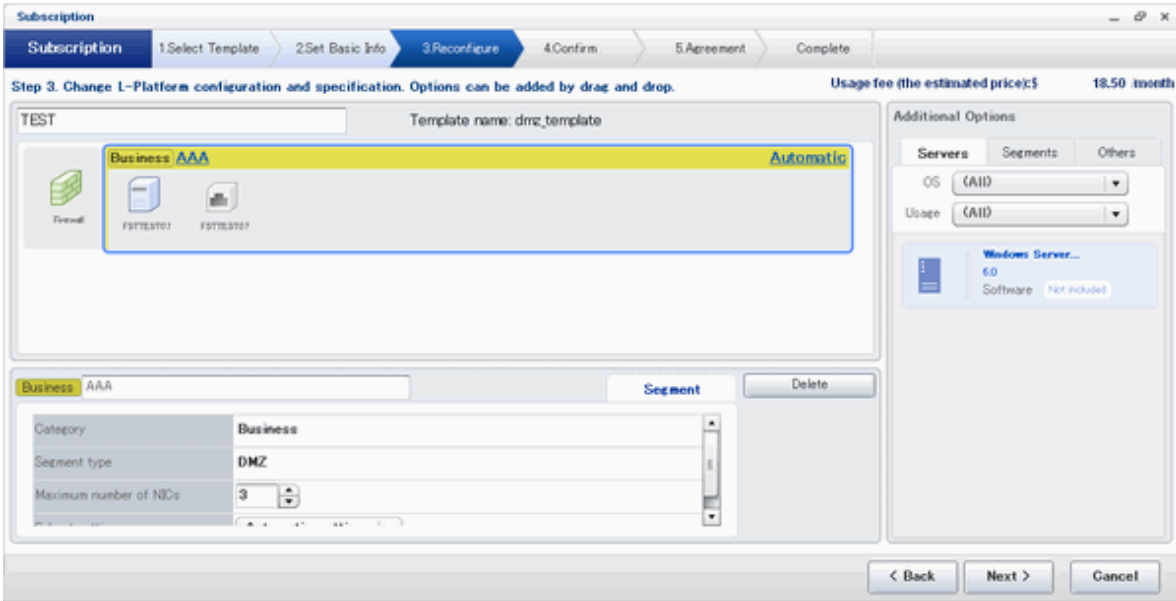 Subscription
Subscription 1.Select Template 2.Set Basic Info 3.Reconfigure 4.Confirm 5.Agreement Complete
Step 3. Change L-Platform configuration and specification. Options can be added by drag and drop. Usage fee (the estimated price):$ 18.50 /month
TEST Template name: dmz_template
Additional Options
Business AAA Automatic
Servers Segments Others
OS (All)
Usage (All)
Firewall FSTTEST07 FSTTEST07
Windows Server...
6.0
Software Not included
Business AAA Segment Delete
Category Business
Segment type DMZ
Maximum number of NICs 3
< Back Next > Cancel